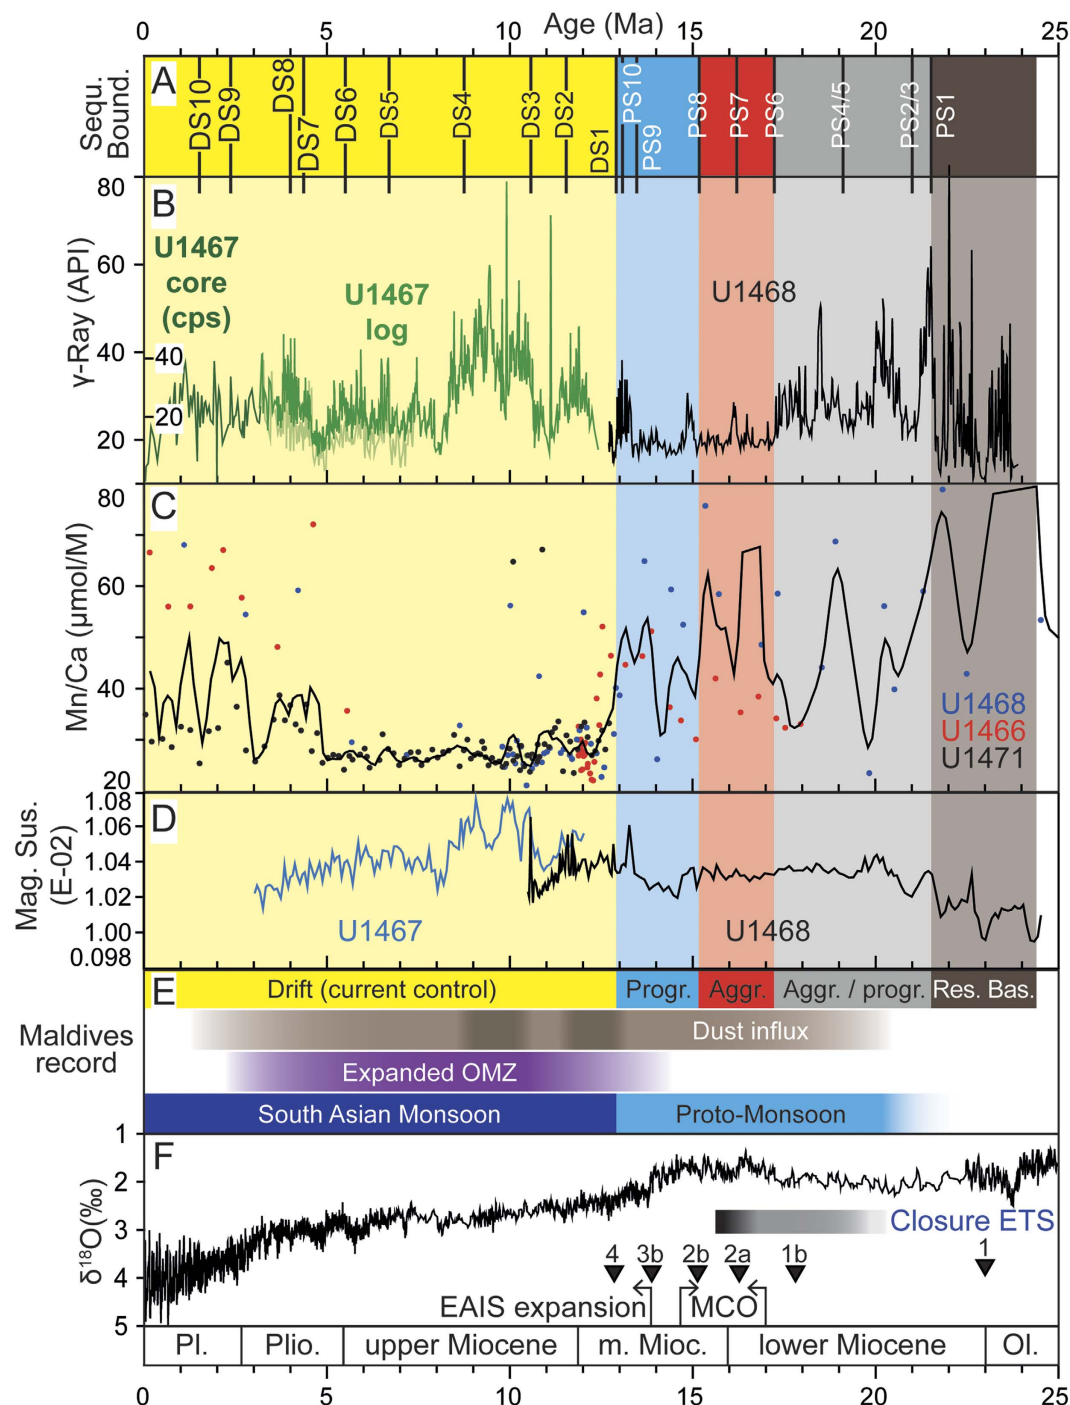 Age (Ma)
0 5 10 15 20 25
Sequ.
Bound.
A
DS10
DS9
DS8
DS7
DS6
DS5
DS4
DS3
DS2
DS1
PS10
PS9
PS8
PS7
PS6
PS4/5
PS2/3
PS1
B
γ-Ray (API)
80
60
40
20
40
20
U1467
core
(cps)
U1467
log
U1468
C
Mn/Ca (µmol/M)
80
60
40
20
U1468
U1466
U1471
D
Mag. Sus.
(E-02)
1.08
1.06
1.04
1.02
1.00
0.098
U1467
U1468
E
Drift (current control)
Progr.
Aggr.
Aggr. / progr.
Res. Bas.
Maldives
record
Dust influx
Expanded OMZ
South Asian Monsoon
Proto-Monsoon
F
δ¹⁸O(‰)
1
2
3
4
5
Closure ETS
4 3b 2b 2a 1b 1
EAIS expansion
MCO
Pl. Plio. upper Miocene m. Mioc. lower Miocene Ol.
0 5 10 15 20 25